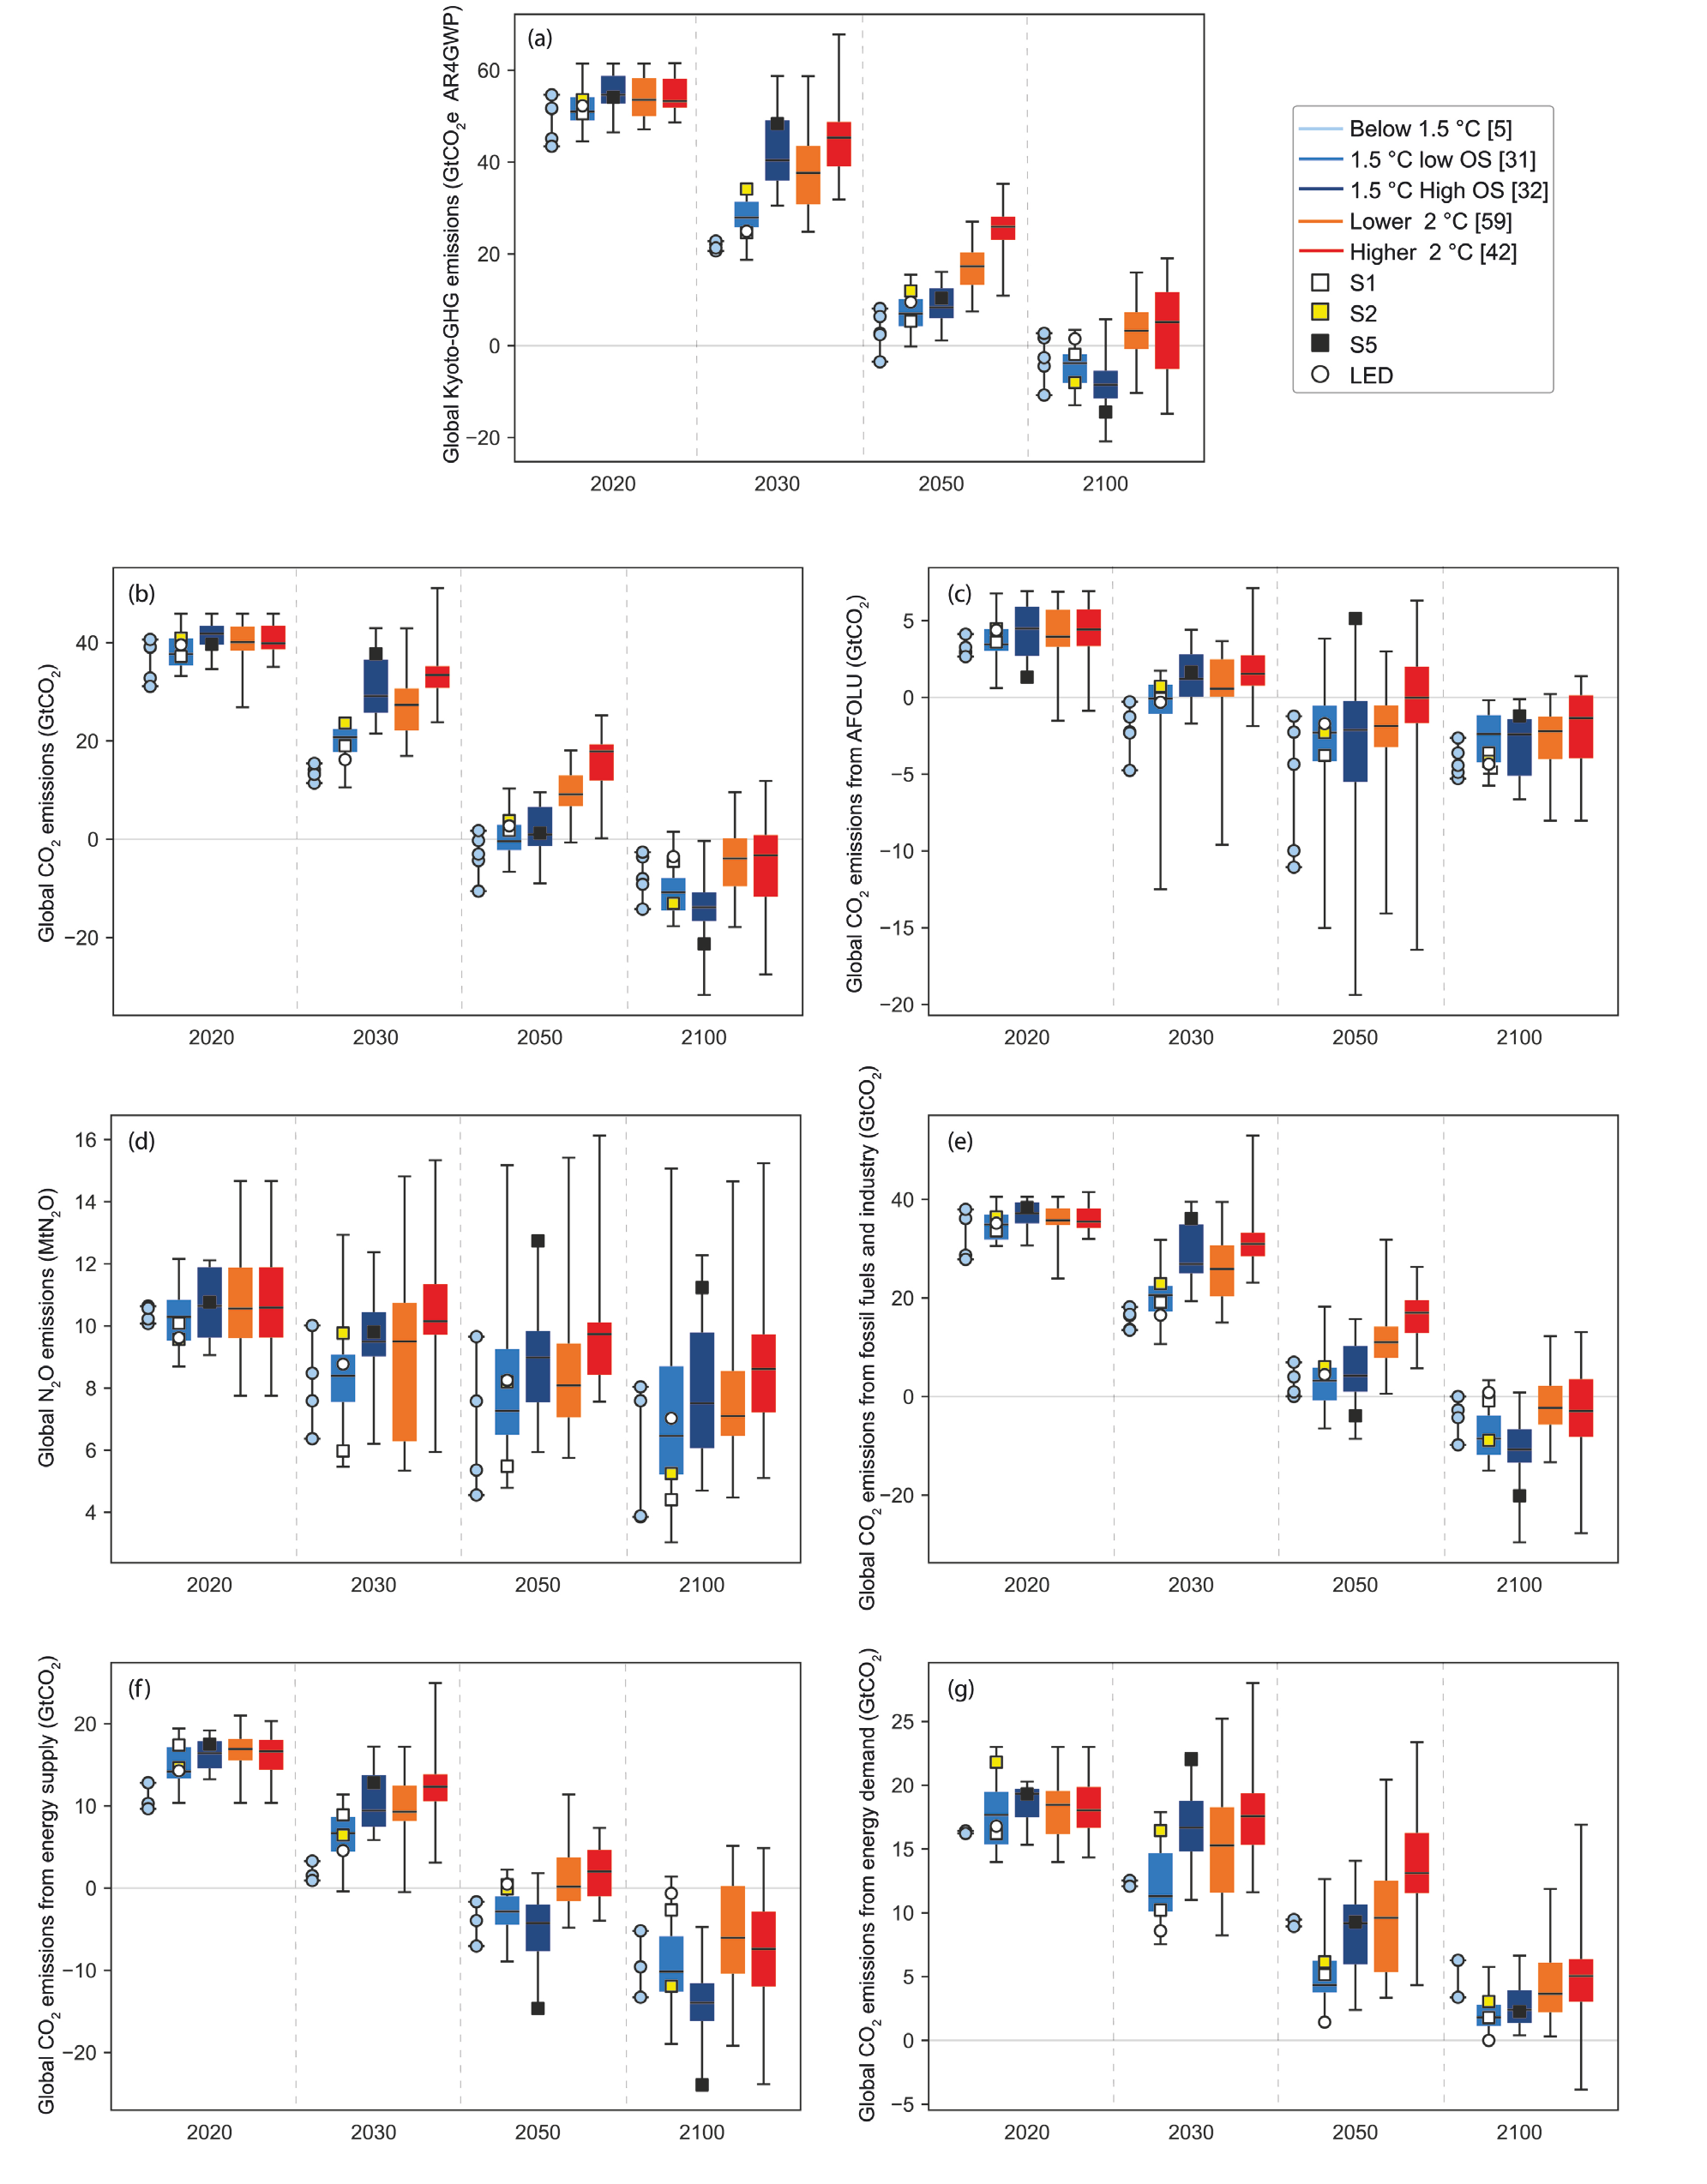 (a)
Global Kyoto-GHG emissions (GtCO₂e AR4GWP)
60
40
20
0
−20
2020 2030 2050 2100
Below 1.5 °C [5]
1.5 °C low OS [31]
1.5 °C High OS [32]
Lower 2 °C [59]
Higher 2 °C [42]
S1
S2
S5
LED
(b)
Global CO₂ emissions (GtCO₂)
40
20
0
−20
2020 2030 2050 2100
(c)
Global CO₂ emissions from AFOLU (GtCO₂)
5
0
−5
−10
−15
−20
2020 2030 2050 2100
(d)
Global N₂O emissions (MtN₂O)
16
14
12
10
8
6
4
2020 2030 2050 2100
(e)
Global CO₂ emissions from fossil fuels and industry (GtCO₂)
40
20
0
−20
2020 2030 2050 2100
(f)
Global CO₂ emissions from energy supply (GtCO₂)
20
10
0
−10
−20
2020 2030 2050 2100
(g)
Global CO₂ emissions from energy demand (GtCO₂)
25
20
15
10
5
0
−5
2020 2030 2050 2100